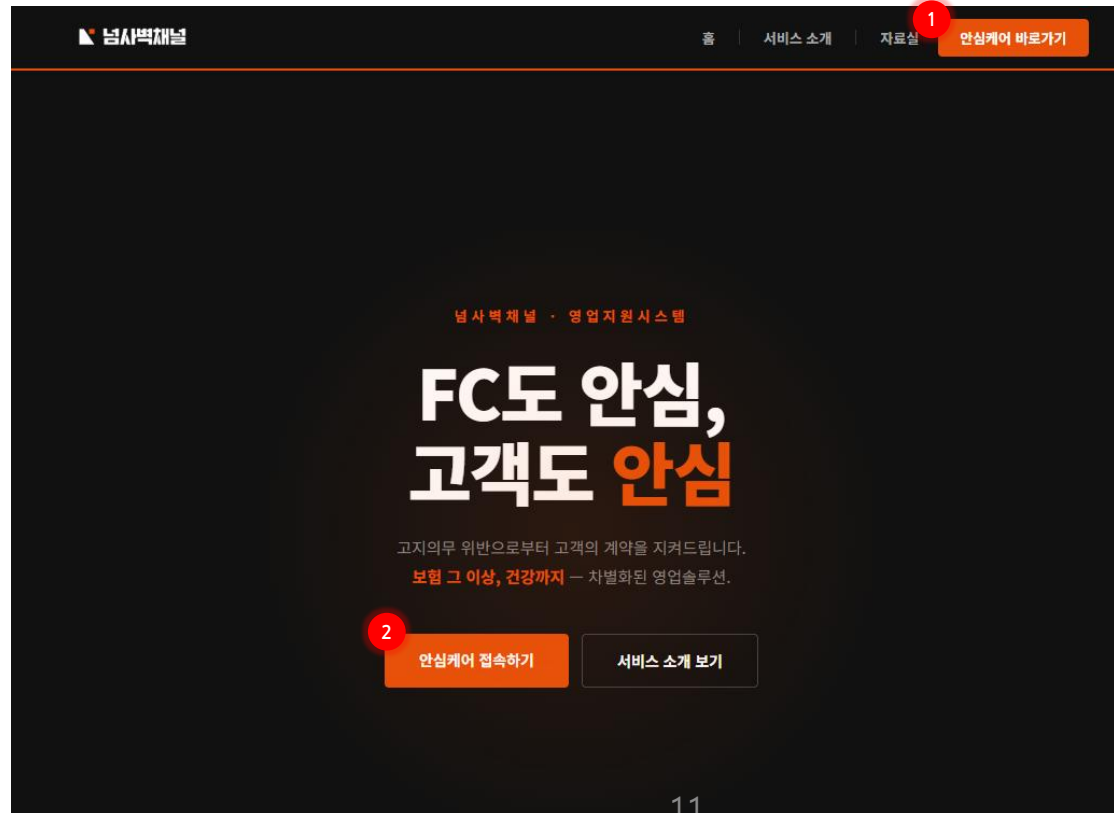 넘사벽채널
홈
서비스 소개
자료실
1
안심케어 바로가기
넘사벽채널 · 영업지원시스템
FC도 안심,
고객도 안심
고지의무 위반으로부터 고객의 계약을 지켜드립니다.
보험 그 이상, 건강까지 — 차별화된 영업솔루션.
2
안심케어 접속하기
서비스 소개 보기
11